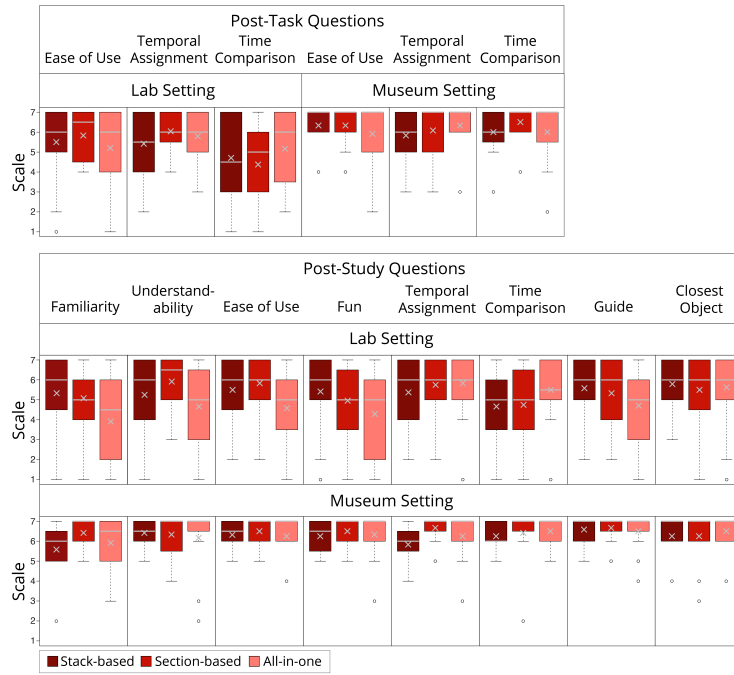 Post-Task Questions
Ease of Use
Temporal
Assignment
Time
Comparison
Ease of Use
Temporal
Assignment
Time
Comparison
Lab Setting
Museum Setting
Scale
7
6
5
4
3
2
1
Post-Study Questions
Familiarity
Understand-
ability
Ease of Use
Fun
Temporal
Assignment
Time
Comparison
Guide
Closest
Object
Lab Setting
Scale
7
6
5
4
3
2
1
Museum Setting
Scale
7
6
5
4
3
2
1
Stack-based
Section-based
All-in-one